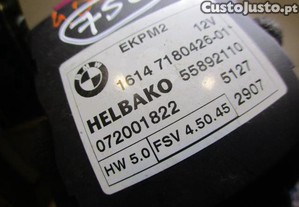 CustoJusto.pt
750
EKPM2 12V
1614 7180426-01
HELBAKO 55892110
072001822 5127
HW 5.0 FSV 4.50.45 2907